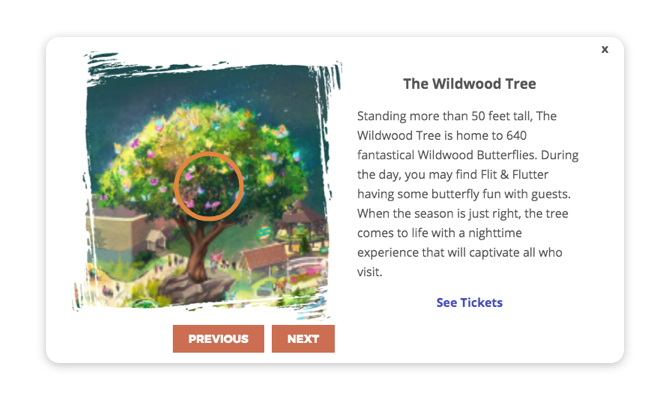 x
The Wildwood Tree
Standing more than 50 feet tall, The
Wildwood Tree is home to 640
fantastical Wildwood Butterflies. During
the day, you may find Flit & Flutter
having some butterfly fun with guests.
When the season is just right, the tree
comes to life with a nighttime
experience that will captivate all who
visit.
See Tickets
PREVIOUS
NEXT